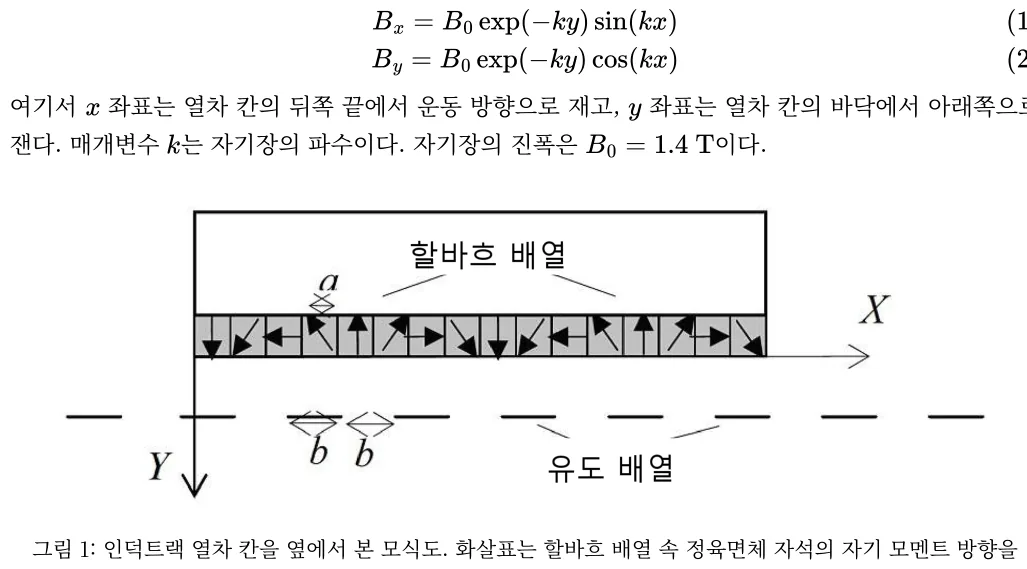 B_x = B_0 exp(−ky) sin(kx) (1
B_y = B_0 exp(−ky) cos(kx) (2
여기서 x 좌표는 열차 칸의 뒤쪽 끝에서 운동 방향으로 재고, y 좌표는 열차 칸의 바닥에서 아래쪽으로
잰다. 매개변수 k는 자기장의 파수이다. 자기장의 진폭은 B_0 = 1.4 T이다.
할바흐 배열
a
X
b b
Y
유도 배열
그림 1: 인덕트랙 열차 칸을 옆에서 본 모식도. 화살표는 할바흐 배열 속 정육면체 자석의 자기 모멘트 방향을